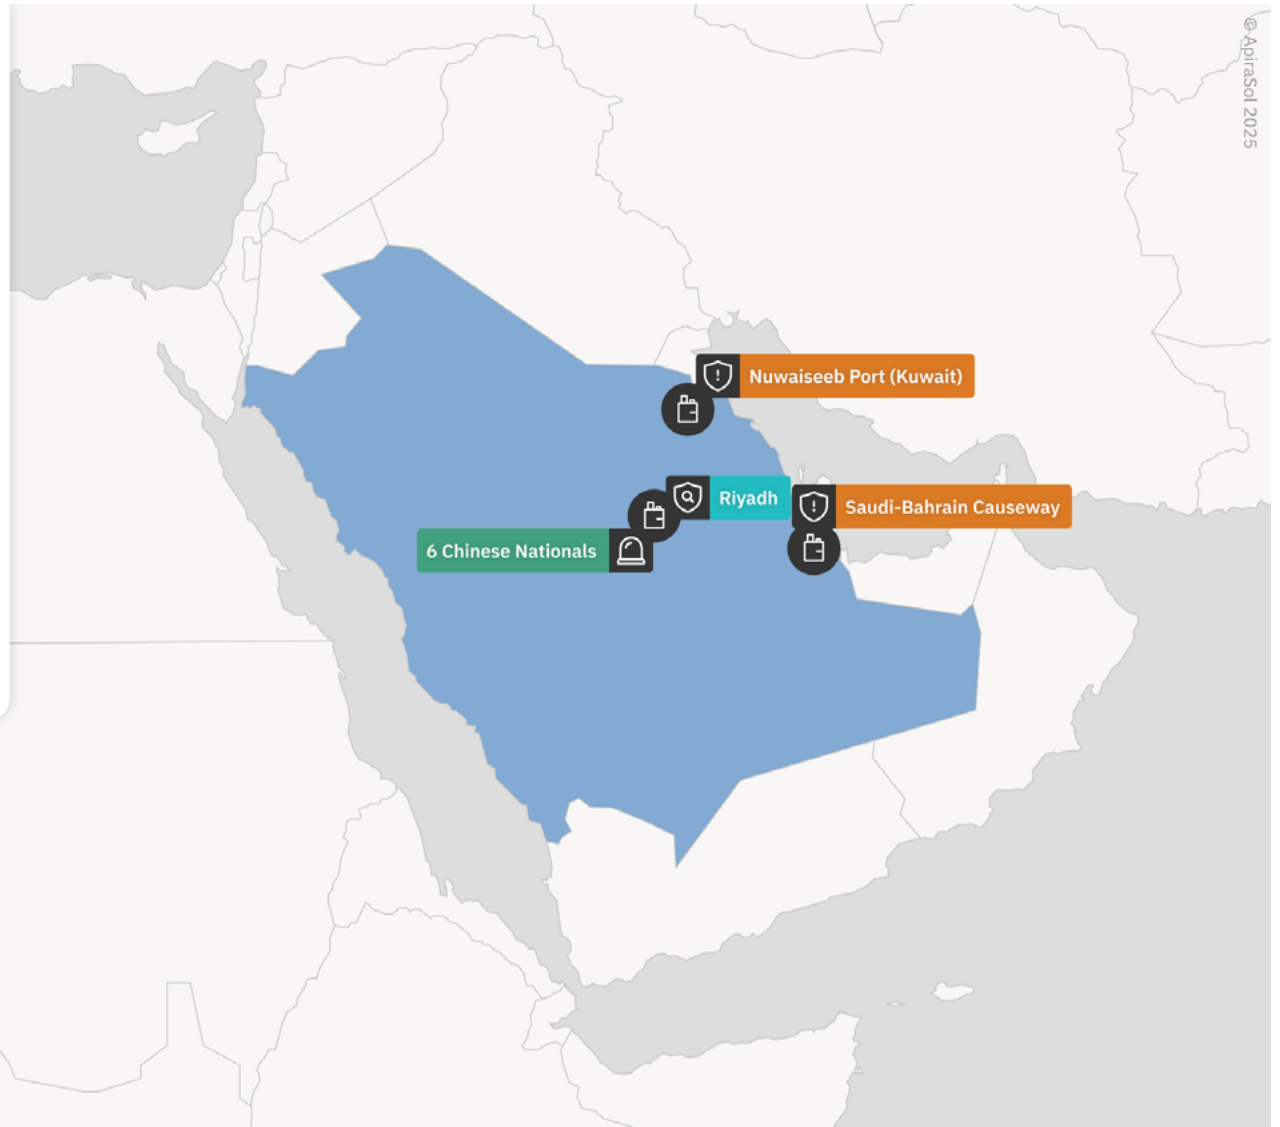 © ApiraSol 2025
Nuwaiseeb Port (Kuwait)
Riyadh
Saudi-Bahrain Causeway
6 Chinese Nationals